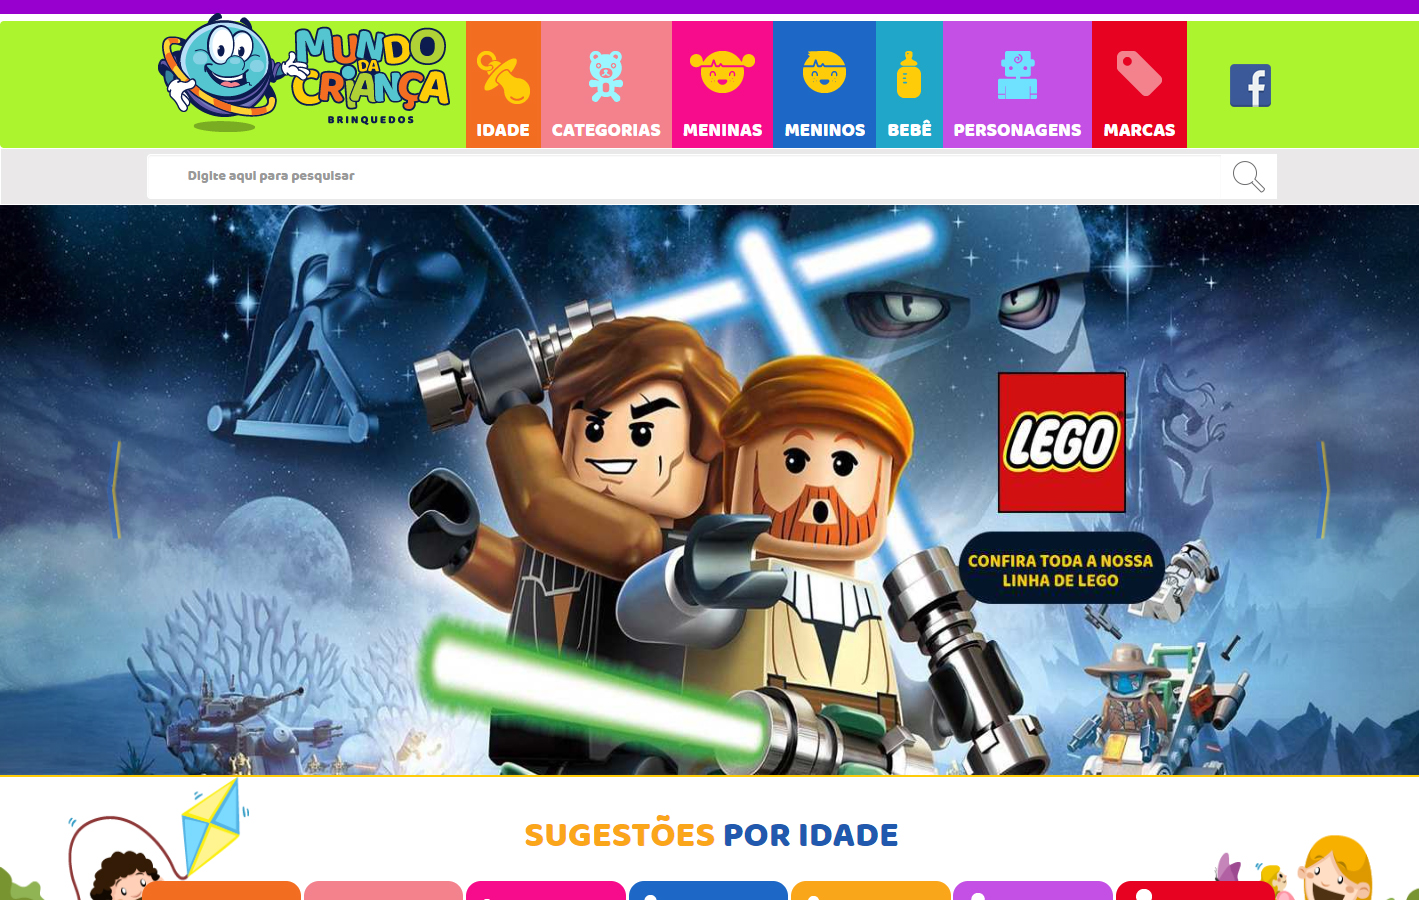 MUNDO
DA
CRIANÇA
BRINQUEDOS
IDADE
CATEGORIAS
MENINAS
MENINOS
BEBÊ
PERSONAGENS
MARCAS
f
Digite aqui para pesquisar
LEGO
CONFIRA TODA A NOSSA
LINHA DE LEGO
SUGESTÕES POR IDADE